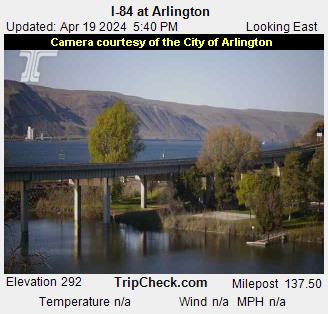 I-84 at Arlington
Updated: Apr 19 2024 5:40 PM Looking East
Camera courtesy of the City of Arlington
Elevation 292 TripCheck.com Milepost 137.50
Temperature n/a Wind n/a MPH n/a